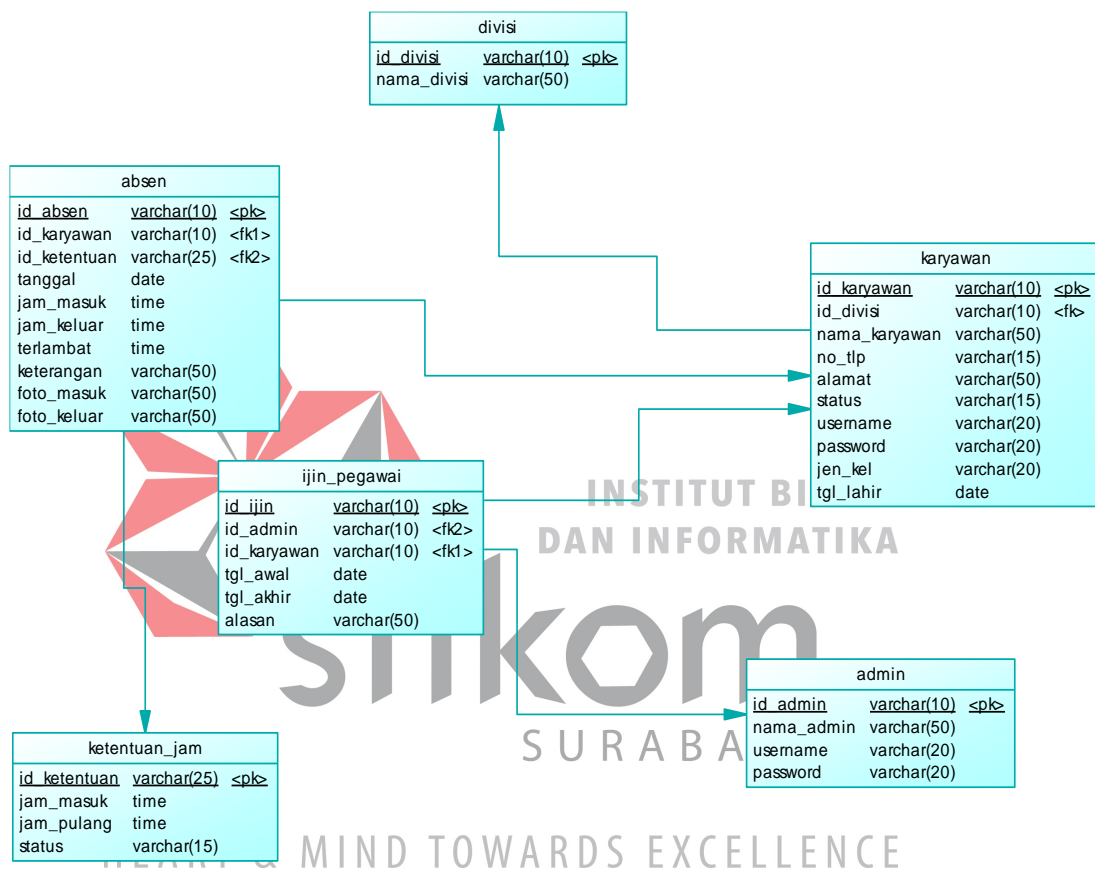 divisi
id_divisi varchar(10) <pk>
nama_divisi varchar(50)
absen
id_absen varchar(10) <pk>
id_karyawan varchar(10) <fk1>
id_ketentuan varchar(25) <fk2>
tanggal date
jam_masuk time
jam_keluar time
terlambat time
keterangan varchar(50)
foto_masuk varchar(50)
foto_keluar varchar(50)
karyawan
id_karyawan varchar(10) <pk>
id_divisi varchar(10) <fk>
nama_karyawan varchar(50)
no_tlp varchar(15)
alamat varchar(50)
status varchar(15)
username varchar(20)
password varchar(20)
jen_kel varchar(20)
tgl_lahir date
ijin_pegawai
id_ijin varchar(10) <pk>
id_admin varchar(10) <fk2>
id_karyawan varchar(10) <fk1>
tgl_awal date
tgl_akhir date
alasan varchar(50)
INSTITUT BI
DAN INFORMATIKA
stikom
SURABA
admin
id_admin varchar(10) <pk>
nama_admin varchar(50)
username varchar(20)
password varchar(20)
ketentuan_jam
id_ketentuan varchar(25) <pk>
jam_masuk time
jam_pulang time
status varchar(15)
HEART & MIND TOWARDS EXCELLENCE